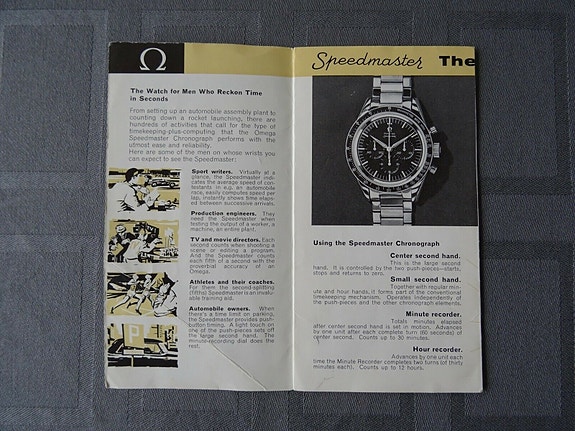 Ω
The Watch for Men Who Reckon Time
in Seconds
From setting up an automobile assembly plant to
counting down a rocket launching, there are
hundreds of activities that call for the type of
timekeeping-plus-computing, that the Omega
Speedmaster Chronograph performs with the
utmost ease and reliability.
Here are some of the men on whose wrists you
can expect to see the Speedmaster:
Sport writers. Virtually at a
glance, the Speedmaster indi-
cates the average speed of con-
testants in e.g. an automobile
race, easily computes speed per
lap, instantly shows time elaps-
ed between successive arrivals.
Production engineers. They
need the Speedmaster when
testing the output of a worker, a
machine, an entire plant.
TV and movie directors. Each
second counts when shooting a
scene or editing a program.
And the Speedmaster counts
each fifth of a second with the
proverbial accuracy of an
Omega.
Athletes and their coaches.
For them the second-splitting
(fifths) Speedmaster is an invalu-
able training aid.
Automobile owners. When
there's a time limit on parking,
the Speedmaster provides push-
button timing. A light touch on
one of the push-pieces sets off
the large second hand. The
minute-recording dial does the
rest.
Speedmaster The
Using the Speedmaster Chronograph
Center second hand.
This is the large second
hand. It is controlled by the two push-pieces—starts,
stops and returns to zero.
Small second hand.
Together with regular min-
ute and hour hands, it forms part of the conventional
timekeeping mechanism. Operates independently of
the push-pieces and the other chronograph elements.
Minute recorder.
Totals minutes elapsed
after center second hand is set in motion. Advances
by one unit after each complete turn (60 seconds) of
center second. Counts up to 30 minutes.
Hour recorder.
Advances by one unit each
time the Minute Recorder completes two turns (of thirty
minutes each). Counts up to 12 hours.